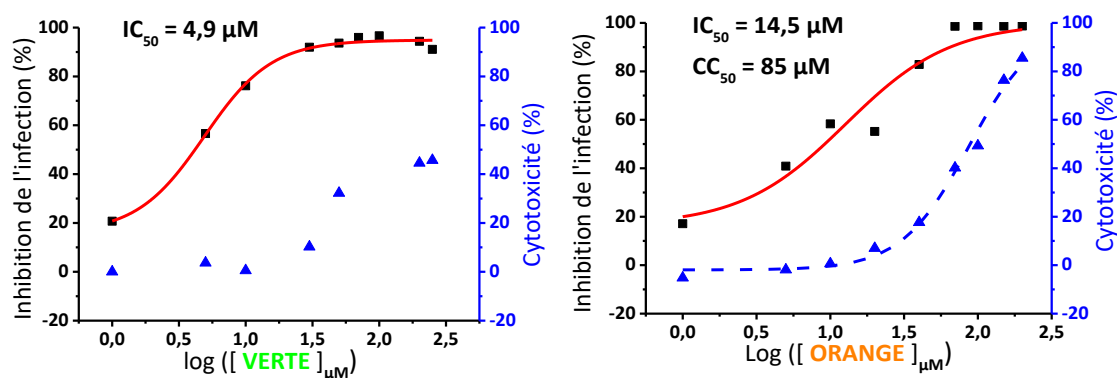 IC50 = 4,9 µM
Inhibition de l'infection (%)
100
80
60
40
20
0
-20
100
80
60
40
20
0
-20
Cytotoxicité (%)
0,0 0,5 1,0 1,5 2,0 2,5
log ([ VERTE ]µM
IC50 = 14,5 µM
CC50 = 85 µM
Inhibition de l'infection (%)
100
80
60
40
20
0
-20
100
80
60
40
20
0
-20
Cytotoxicité (%)
0,0 0,5 1,0 1,5 2,0 2,5
Log ([ ORANGE ]µM